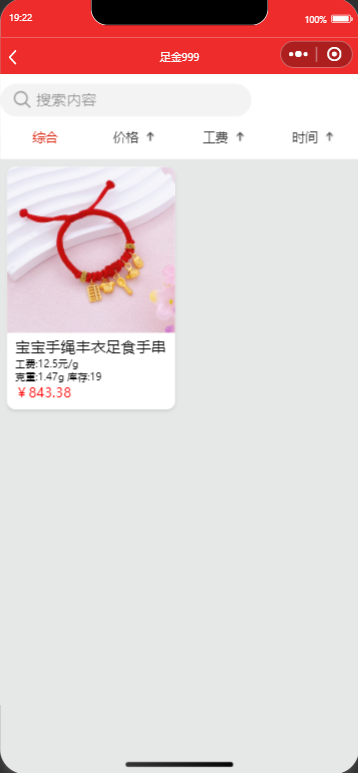 19:22
100%
足金999
搜索内容
综合 价格 ↑ 工费 ↑ 时间 ↑
宝宝手绳丰衣足食手串
工费:12.5元/g
克重:1.47g 库存:19
￥843.38